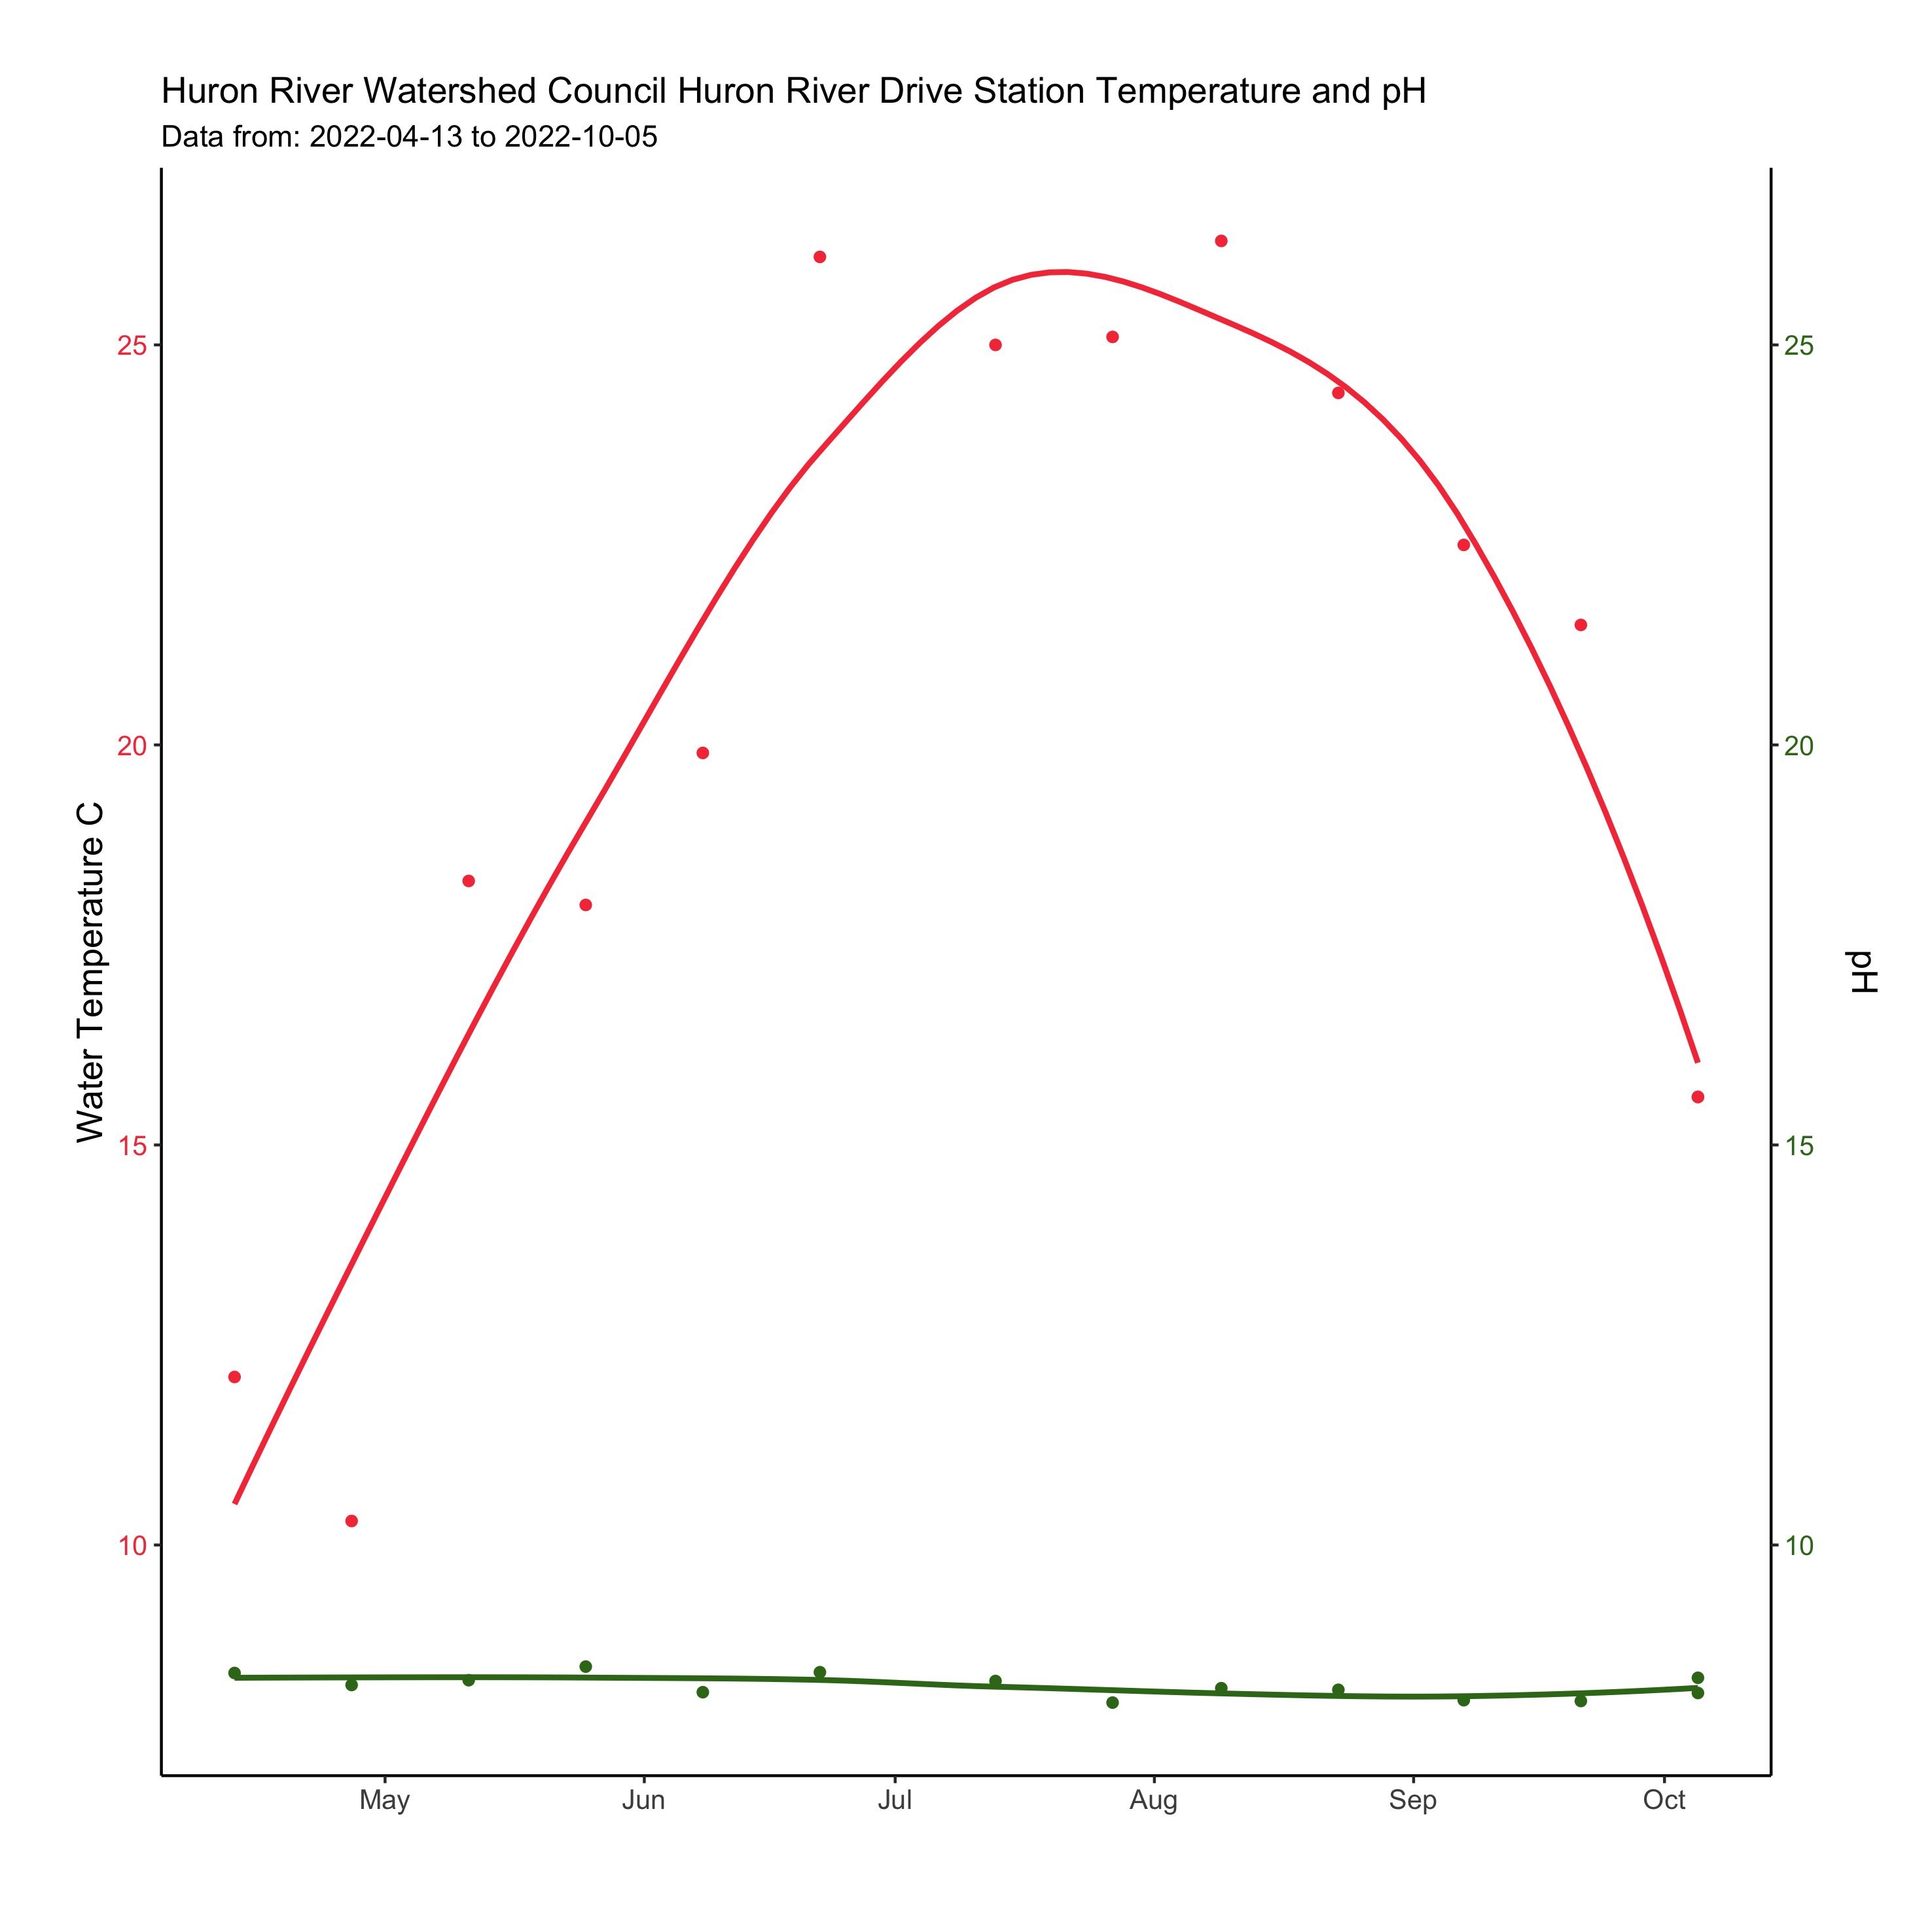 Huron River Watershed Council Huron River Drive Station Temperature and pH
Data from: 2022-04-13 to 2022-10-05
Water Temperature C
25
20
15
10
25
20
15
10
pH
May
Jun
Jul
Aug
Sep
Oct